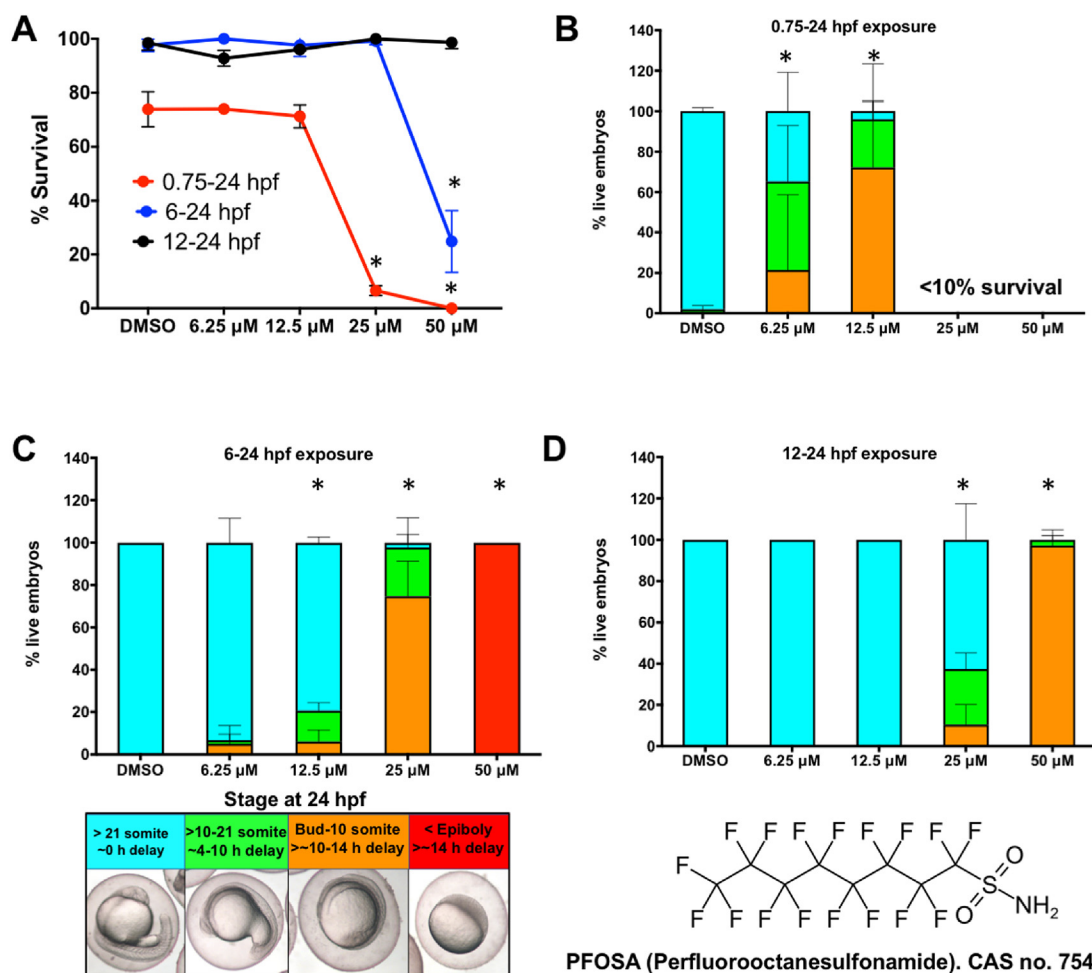 A
100
80
60
40
20
0
% Survival
*
*
*
0.75-24 hpf
6-24 hpf
12-24 hpf
DMSO 6.25 µM 12.5 µM 25 µM 50 µM
B
0.75-24 hpf exposure
140
120
100
80
60
40
20
0
% live embryos
* *
<10% survival
DMSO 6.25 µM 12.5 µM 25 µM 50 µM
C
6-24 hpf exposure
140
120
100
80
60
40
20
0
% live embryos
* * *
DMSO 6.25 µM 12.5 µM 25 µM 50 µM
D
12-24 hpf exposure
140
120
100
80
60
40
20
0
% live embryos
* *
DMSO 6.25 µM 12.5 µM 25 µM 50 µM
Stage at 24 hpf
> 21 somite
~0 h delay
>10-21 somite
~4-10 h delay
Bud-10 somite
>~10-14 h delay
< Epiboly
>~14 h delay
F F F F F F F F
F O
S
O NH2
F F F F F F F F
PFOSA (Perfluorooctanesulfonamide). CAS no. 754